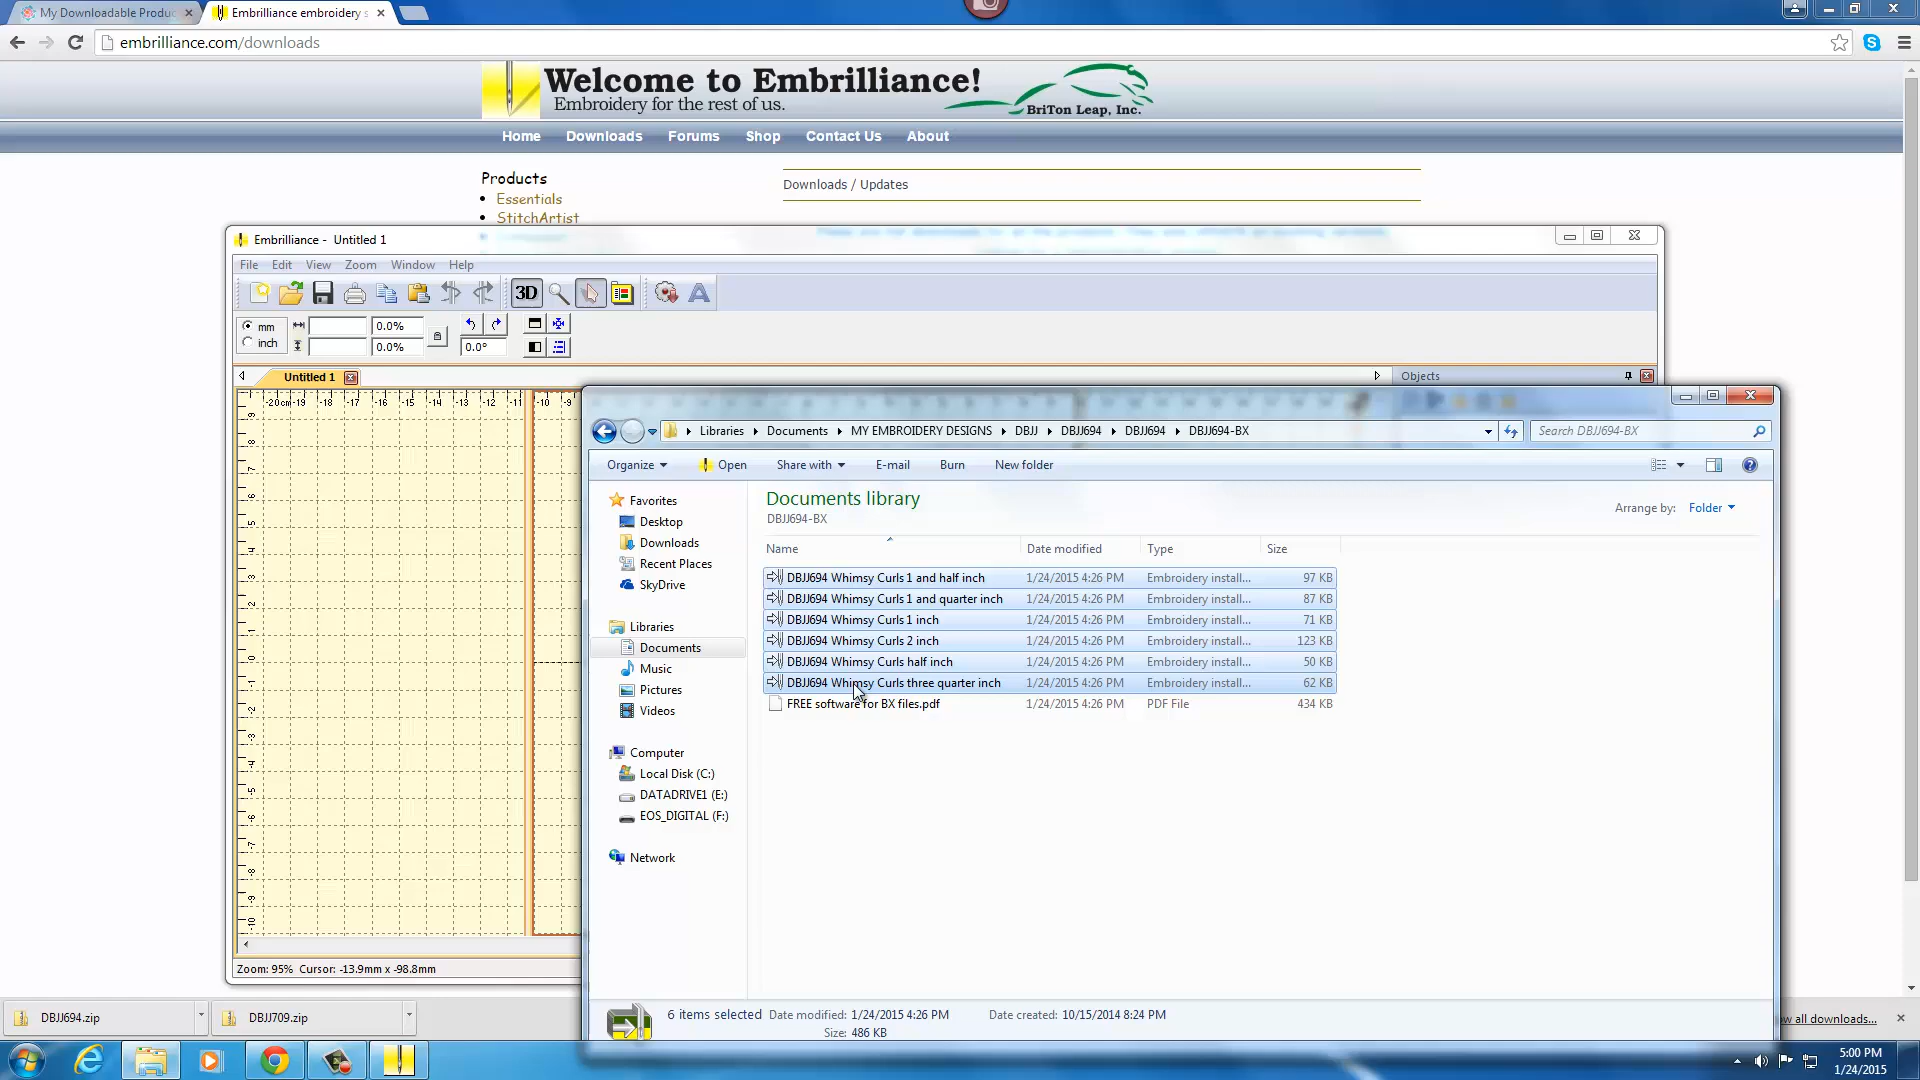 My Downloadable Produc
Embrilliance embroidery s
embrilliance.com/downloads
Welcome to Embrilliance!
Embroidery for the rest of us.
BriTon Leap, Inc.
Home Downloads Forums Shop Contact Us About
Products
Essentials
StitchArtist
Downloads / Updates
Embrilliance - Untitled 1
File Edit View Zoom Window Help
3D
mm
inch
0.0%
0.0%
0.0°
Untitled 1
Objects
-20cm -19 -18 -17 -16 -15 -14 -13 -12 -11 -10 -9
Zoom: 95% Cursor: -13.9mm x -98.8mm
Libraries Documents MY EMBROIDERY DESIGNS DBJJ DBJJ694 DBJJ694 DBJJ694-BX
Search DBJJ694-BX
Organize Open Share with E-mail Burn New folder
Favorites
Desktop
Downloads
Recent Places
SkyDrive
Libraries
Documents
Music
Pictures
Videos
Computer
Local Disk (C:)
DATADRIVE1 (E:)
EOS_DIGITAL (F:)
Network
Documents library
DBJJ694-BX
Arrange by: Folder
Name Date modified Type Size
DBJJ694 Whimsy Curls 1 and half inch 1/24/2015 4:26 PM Embroidery install... 97 KB
DBJJ694 Whimsy Curls 1 and quarter inch 1/24/2015 4:26 PM Embroidery install... 87 KB
DBJJ694 Whimsy Curls 1 inch 1/24/2015 4:26 PM Embroidery install... 71 KB
DBJJ694 Whimsy Curls 2 inch 1/24/2015 4:26 PM Embroidery install... 123 KB
DBJJ694 Whimsy Curls half inch 1/24/2015 4:26 PM Embroidery install... 50 KB
DBJJ694 Whimsy Curls three quarter inch 1/24/2015 4:26 PM Embroidery install... 62 KB
FREE software for BX files.pdf 1/24/2015 4:26 PM PDF File 434 KB
6 items selected Date modified: 1/24/2015 4:26 PM Date created: 10/15/2014 8:24 PM
Size: 486 KB
DBJJ694.zip
DBJJ709.zip
all downloads...
5:00 PM
1/24/2015